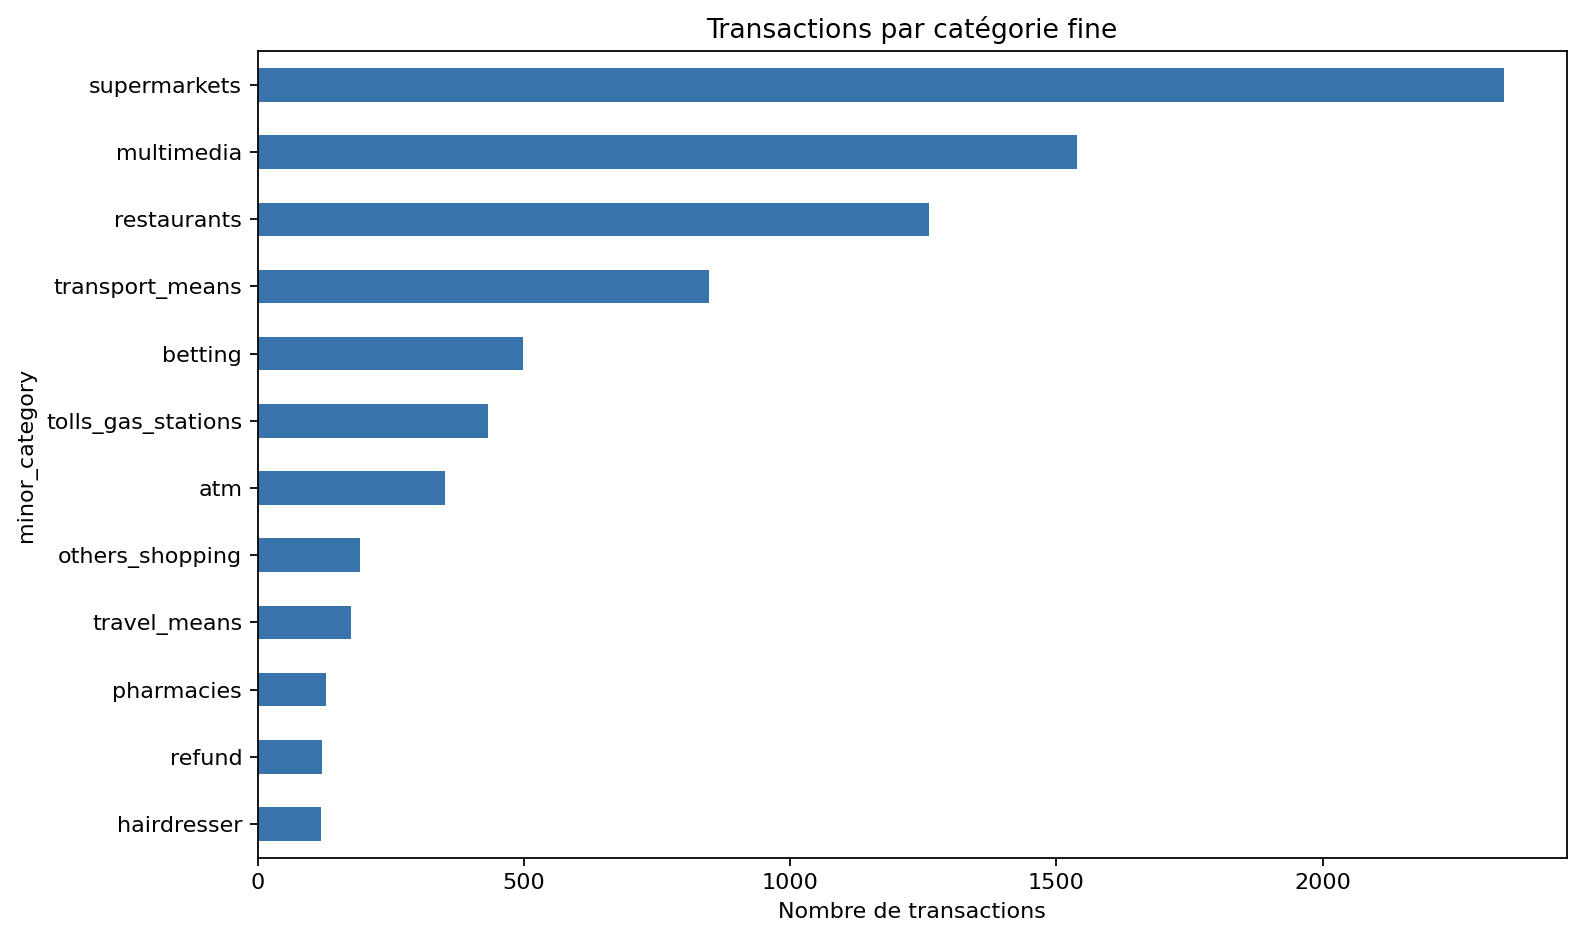 Transactions par catégorie fine
supermarkets
multimedia
restaurants
transport_means
betting
tolls_gas_stations
atm
others_shopping
travel_means
pharmacies
refund
hairdresser
minor_category
0 500 1000 1500 2000
Nombre de transactions